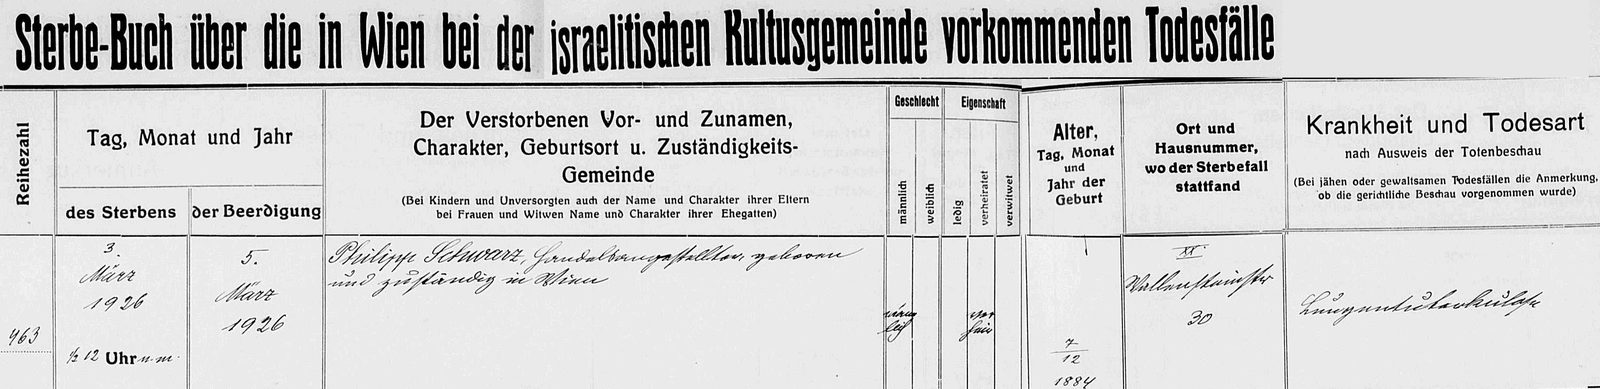 Sterbe-Buch über die in Wien bei der israelitischen Kultusgemeinde vorkommenden Todesfälle
Reihezahl
Tag, Monat und Jahr
des Sterbens
der Beerdigung
Der Verstorbenen Vor- und Zunamen,
Charakter, Geburtsort u. Zuständigkeits-
Gemeinde
(Bei Kindern und Unversorgten auch der Name und Charakter ihrer Eltern
bei Frauen und Witwen Name und Charakter ihrer Ehegatten)
Geschlecht
männlich
weiblich
Eigenschaft
ledig
verheiratet
verwitwet
Alter,
Tag, Monat
und
Jahr der
Geburt
Ort und
Hausnummer,
wo der Sterbefall
stattfand
Krankheit und Todesart
nach Ausweis der Totenbeschau
(Bei jähen oder gewaltsamen Todesfällen die Anmerkung,
ob die gerichtliche Beschau vorgenommen wurde)
463
3.
März
1926
½ 12 Uhr n. m.
5.
März
1926
Philipp Schwarz, Handelsangestellter, geboren
und zuständig in Wien
männ
lich
ver
hei
7
12
1884
XX.
Wallensteinstr
30
Lungentuberkulose